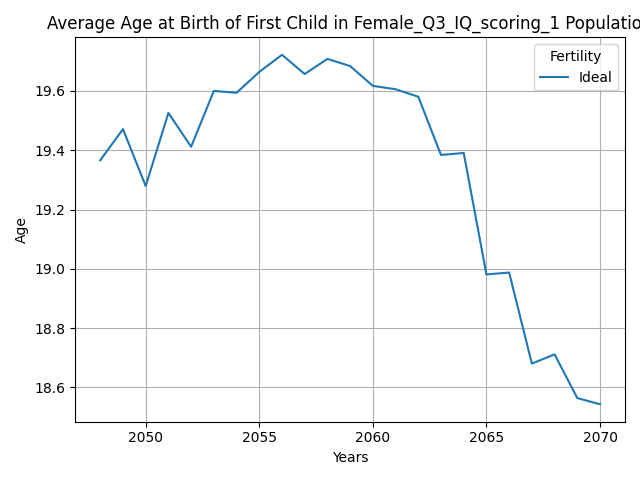 Average Age at Birth of First Child in Female_Q3_IQ_scoring_1 Populatio
Fertility
Ideal
Age
19.6
19.4
19.2
19.0
18.8
18.6
2050
2055
2060
2065
2070
Years